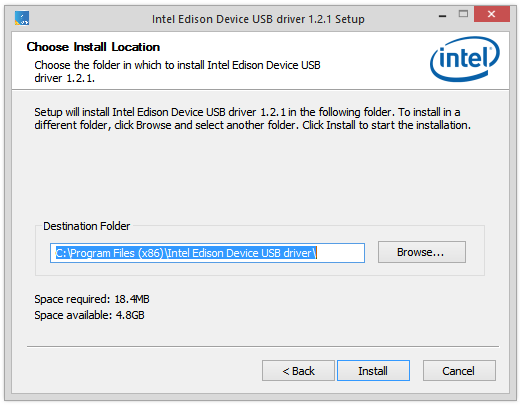 Intel Edison Device USB driver 1.2.1 Setup
Choose Install Location
Choose the folder in which to install Intel Edison Device USB
driver 1.2.1.
intel
Setup will install Intel Edison Device USB driver 1.2.1 in the following folder. To install in a
different folder, click Browse and select another folder. Click Install to start the installation.
Destination Folder
C:\Program Files (x86)\Intel Edison Device USB driver\
Browse...
Space required: 18.4MB
Space available: 4.8GB
< Back
Install
Cancel